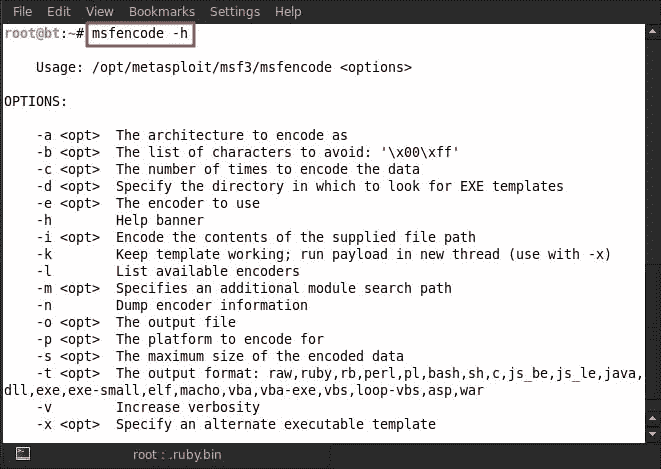 File Edit View Bookmarks Settings Help
root@bt:~# msfencode -h
Usage: /opt/metasploit/msf3/msfencode <options>
OPTIONS:
-a <opt> The architecture to encode as
-b <opt> The list of characters to avoid: '\x00\xff'
-c <opt> The number of times to encode the data
-d <opt> Specify the directory in which to look for EXE templates
-e <opt> The encoder to use
-h Help banner
-i <opt> Encode the contents of the supplied file path
-k Keep template working; run payload in new thread (use with -x)
-l List available encoders
-m <opt> Specifies an additional module search path
-n Dump encoder information
-o <opt> The output file
-p <opt> The platform to encode for
-s <opt> The maximum size of the encoded data
-t <opt> The output format: raw,ruby,rb,perl,pl,bash,sh,c,js_be,js_le,java,
dll,exe,exe-small,elf,macho,vba,vba-exe,vbs,loop-vbs,asp,war
-v Increase verbosity
-x <opt> Specify an alternate executable template
root : .ruby.bin